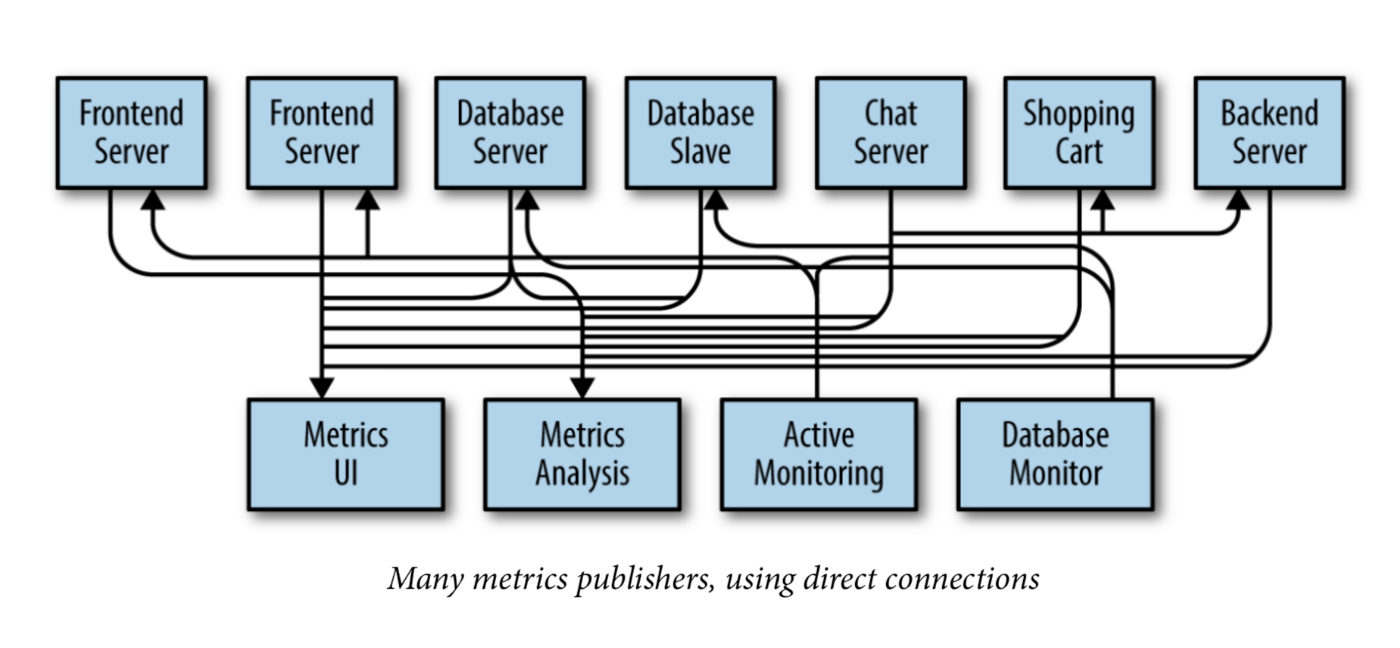 Frontend
Server
Frontend
Server
Database
Server
Database
Slave
Chat
Server
Shopping
Cart
Backend
Server
Metrics
UI
Metrics
Analysis
Active
Monitoring
Database
Monitor
Many metrics publishers, using direct connections